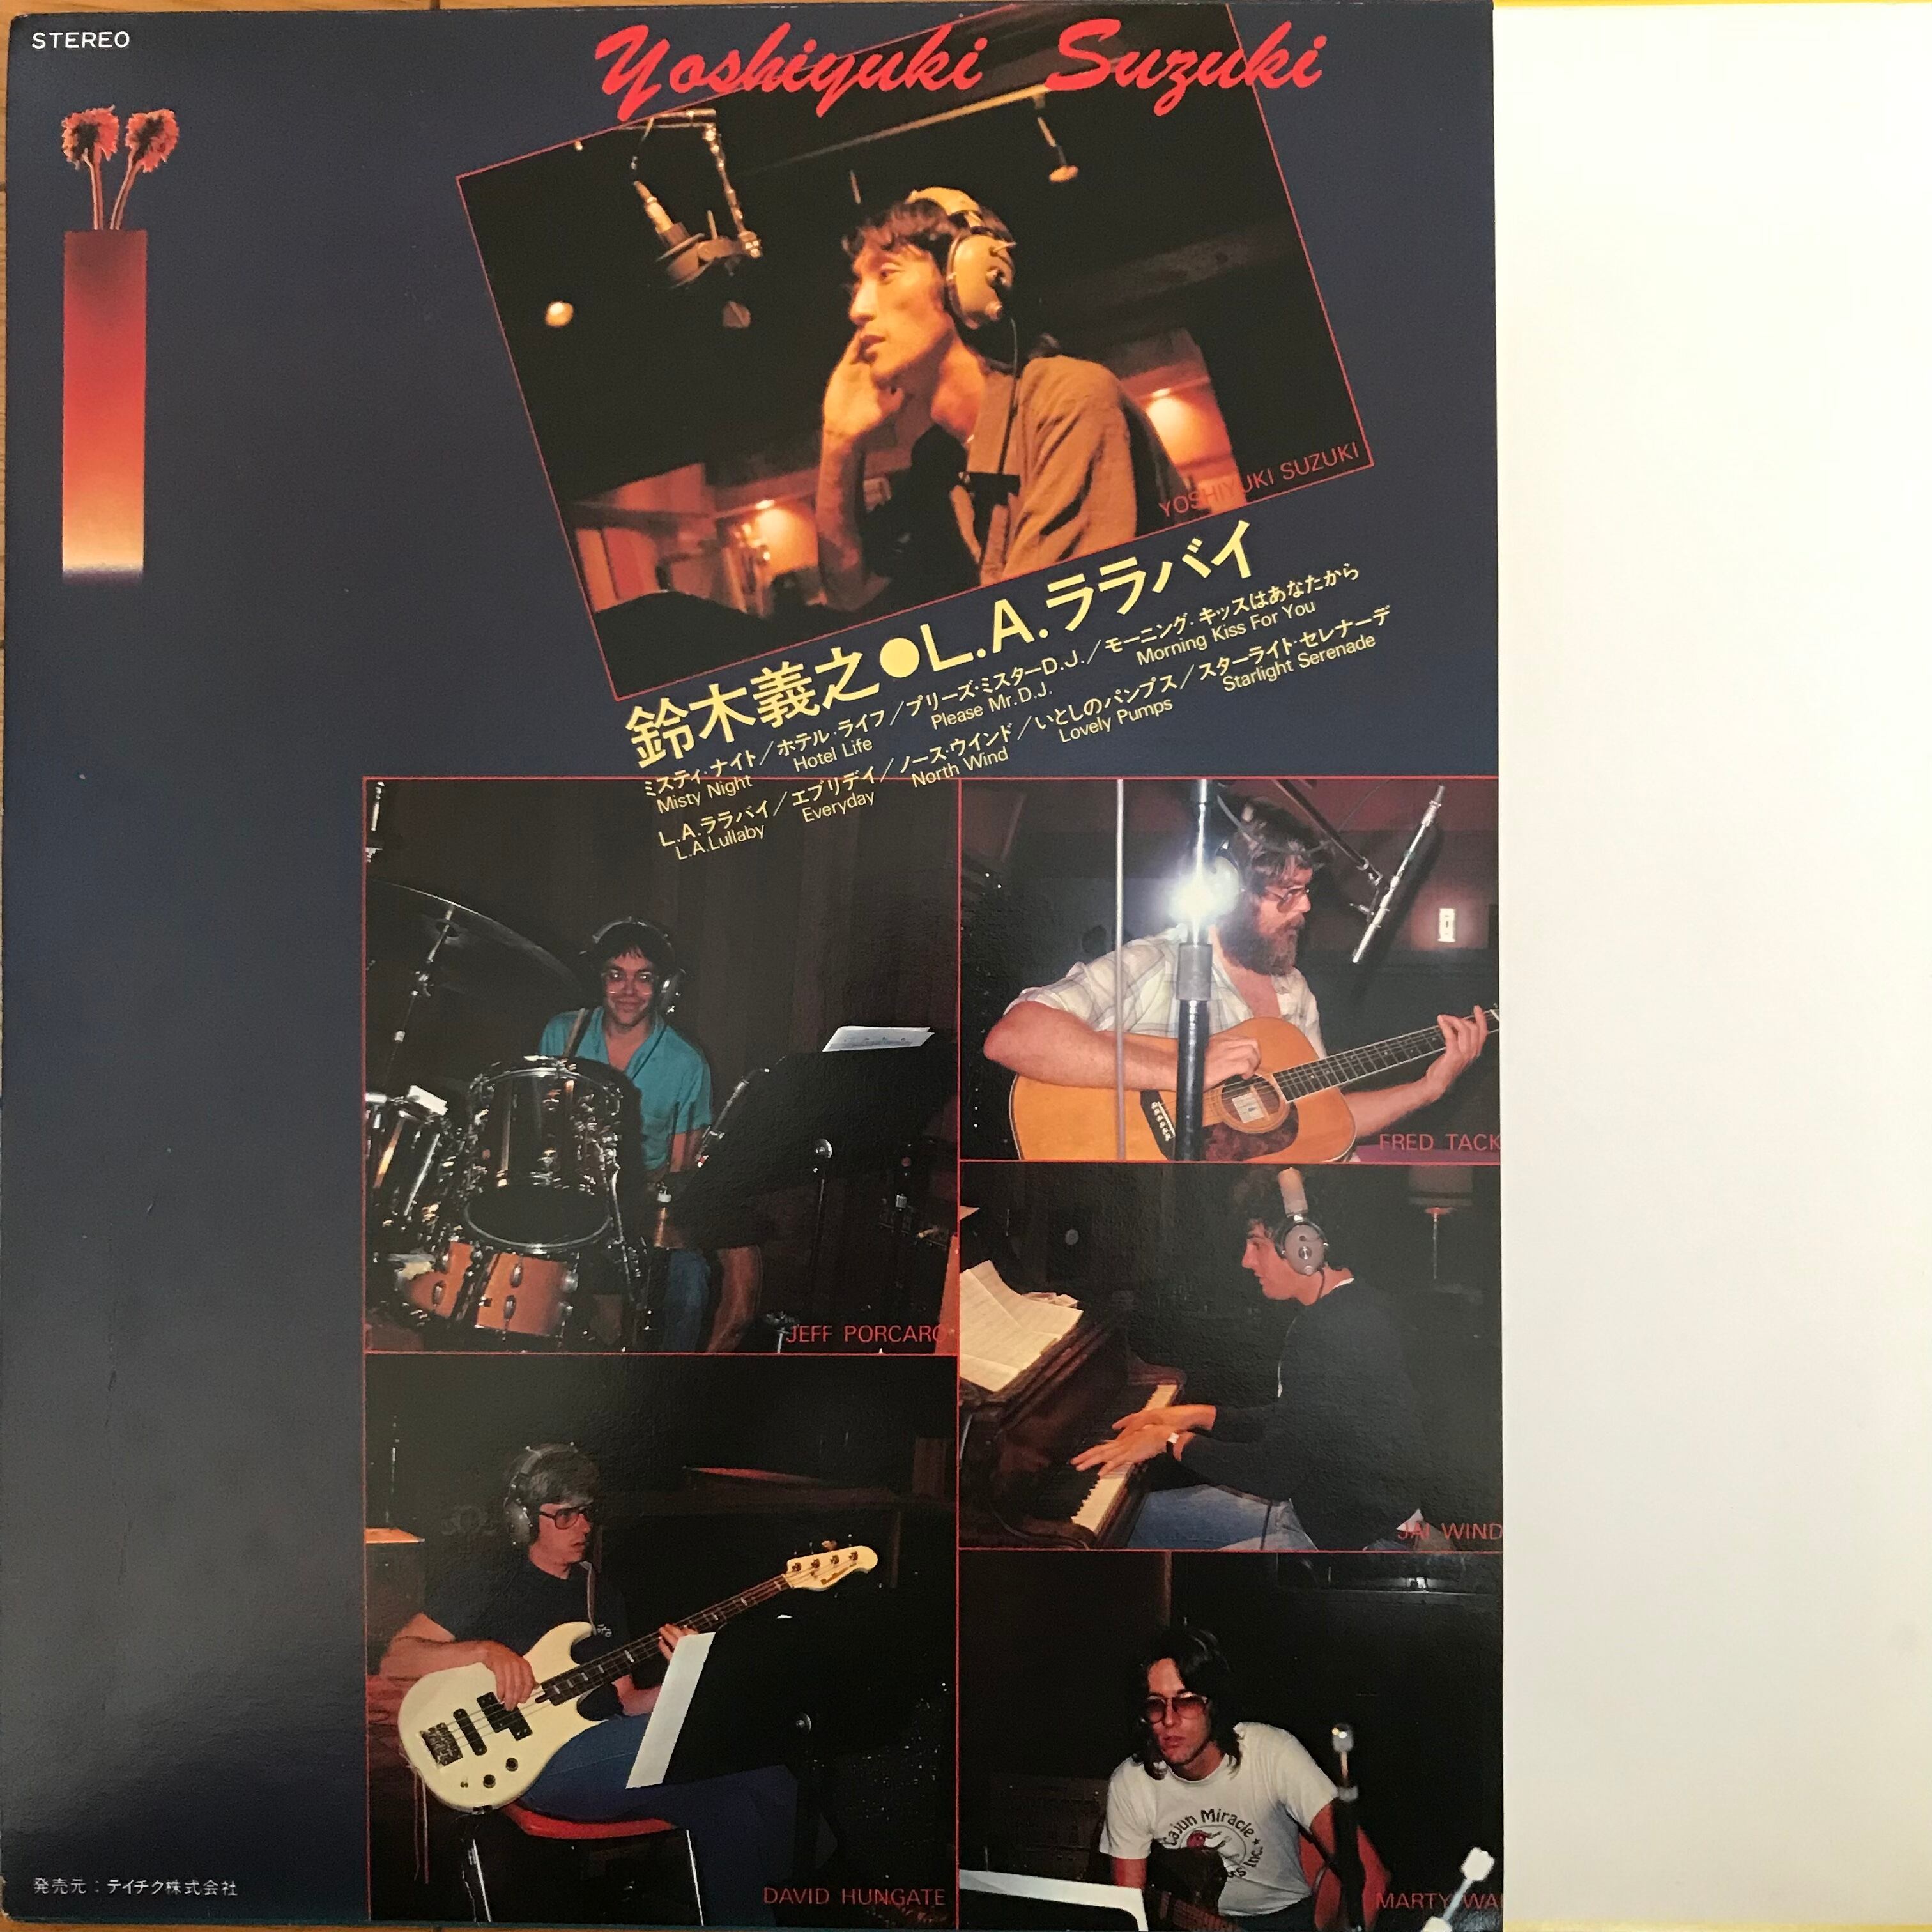 STEREO
Yoshiyuki Suzuki
YOSHIYUKI SUZUKI
鈴木義之●L.A.ララバイ
ミスティ・ナイト／ホテル・ライフ／プリーズ・ミスターD.J.／モーニング・キッスはあなたから
Misty Night Hotel Life Please Mr.D.J. Morning Kiss For You
L.A.ララバイ／エブリデイ／ノース・ウインド／いとしのパンプス／スターライト・セレナーデ
L.A.Lullaby Everyday North Wind Lovely Pumps Starlight Serenade
FRED TACK
JEFF PORCARO
JAI WIND
Cajun Miracle
Inc.
DAVID HUNGATE
MARTY WA
発売元：テイチク株式会社